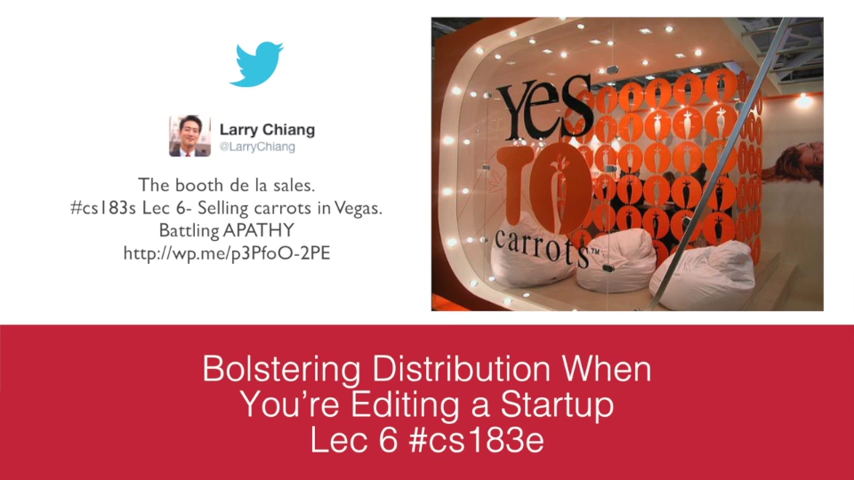 Larry Chiang
@LarryChiang
The booth de la sales.
#cs183s Lec 6- Selling carrots in Vegas.
Battling APATHY
http://wp.me/p3PfoO-2PE
yes
TO
carrots™
Bolstering Distribution When
You're Editing a Startup
Lec 6 #cs183e